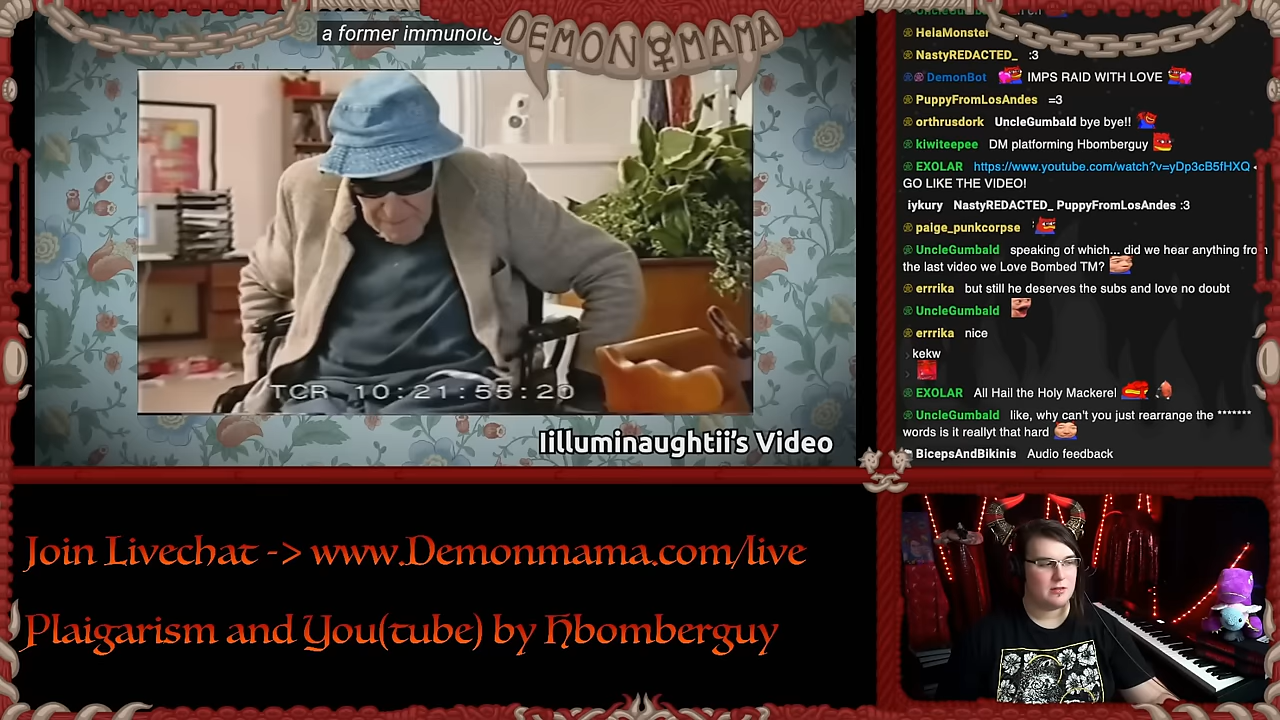 a former immunolo
DEMON MAMA
TCR 10:21:55:20
Iilluminaughtii's Video
Join Livechat -> www.Demonmama.com/live
Plaigarism and You(tube) by Hbomberguy
HelaMonster
NastyREDACTED_ :3
DemonBot IMPS RAID WITH LOVE
PuppyFromLosAndes =3
orthrusdork UncleGumbald bye bye!!
kiwiteepee DM platforming Hbomberguy
EXOLAR https://www.youtube.com/watch?v=yDp3cB5fHXQ
GO LIKE THE VIDEO!
iykury NastyREDACTED_ PuppyFromLosAndes :3
paige_punkcorpse
UncleGumbald speaking of which... did we hear anything from
the last video we Love Bombed TM?
errrika but still he deserves the subs and love no doubt
UncleGumbald
errrika nice
kekw
EXOLAR All Hail the Holy Mackerel
UncleGumbald like, why can't you just rearrange the *******
words is it reallyt that hard
BicepsAndBikinis Audio feedback